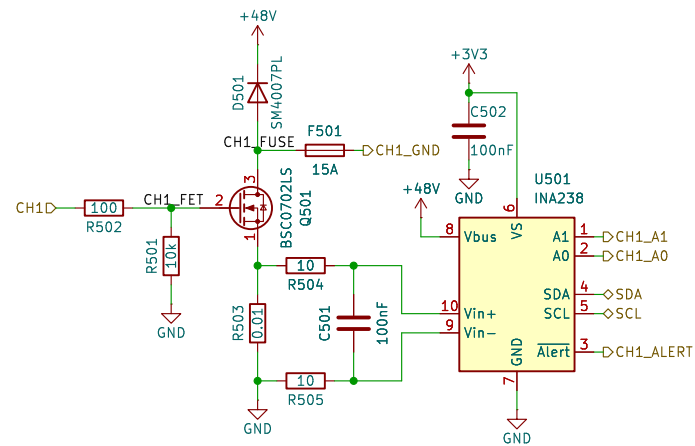 +48V
D501
SM4007PL
+3V3
C502
100nF
GND
CH1_FUSE
F501
15A
CH1_GND
CH1
100
R502
CH1_FET
2
3
1
BSC0702LS
Q501
R501
10k
GND
+48V
U501
INA238
6
VS
8
Vbus
A1
1
CH1_A1
A0
2
CH1_A0
SDA
4
SDA
SCL
5
SCL
10
Vin+
9
Vin-
Alert
3
CH1_ALERT
GND
7
GND
10
R504
R503
0.01
C501
100nF
10
R505
GND